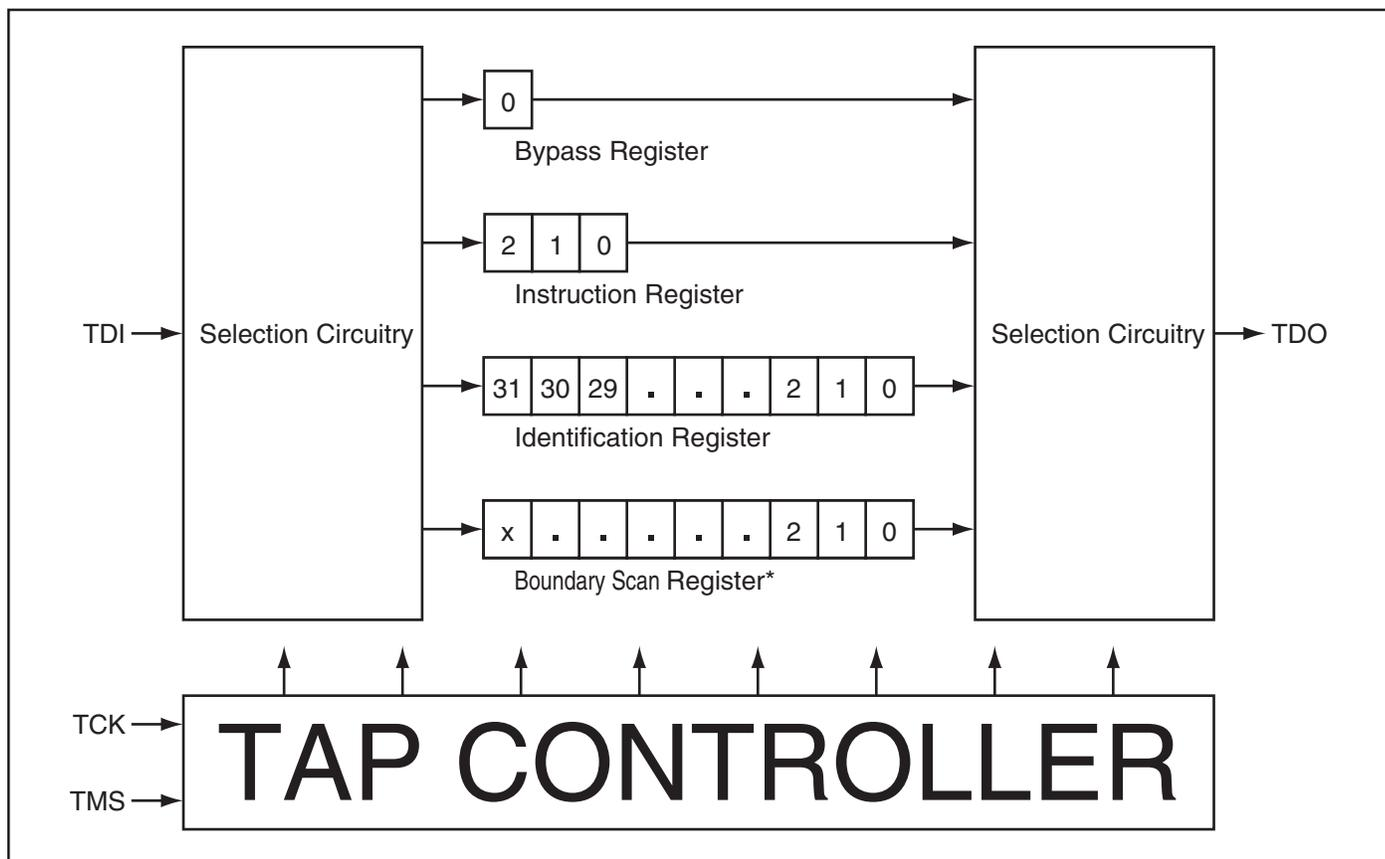 0
Bypass Register
2 1 0
Instruction Register
TDI
Selection Circuitry
Selection Circuitry
TDO
31 30 29 . . . 2 1 0
Identification Register
x . . . . . 2 1 0
Boundary Scan Register*
TCK
TMS
TAP CONTROLLER